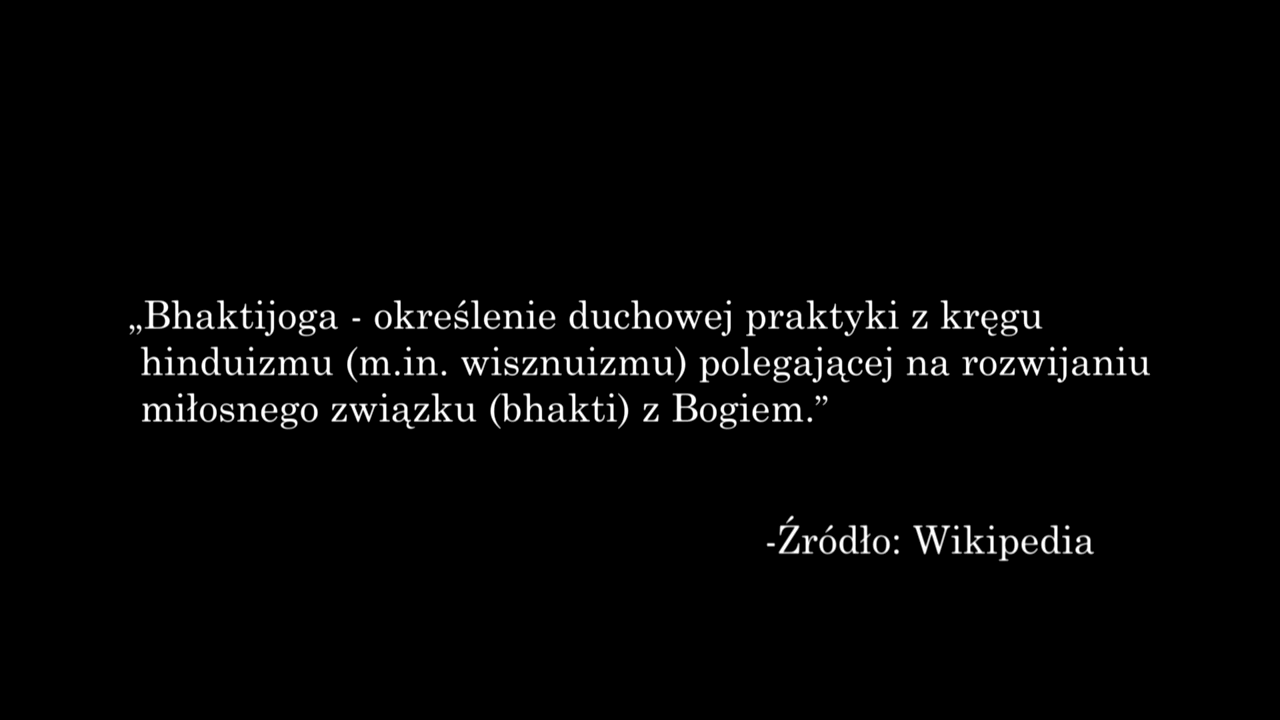 „Bhaktijoga - określenie duchowej praktyki z kręgu
hinduizmu (m.in. wisznuizmu) polegającej na rozwijaniu
miłosnego związku (bhakti) z Bogiem.”
-Źródło: Wikipedia